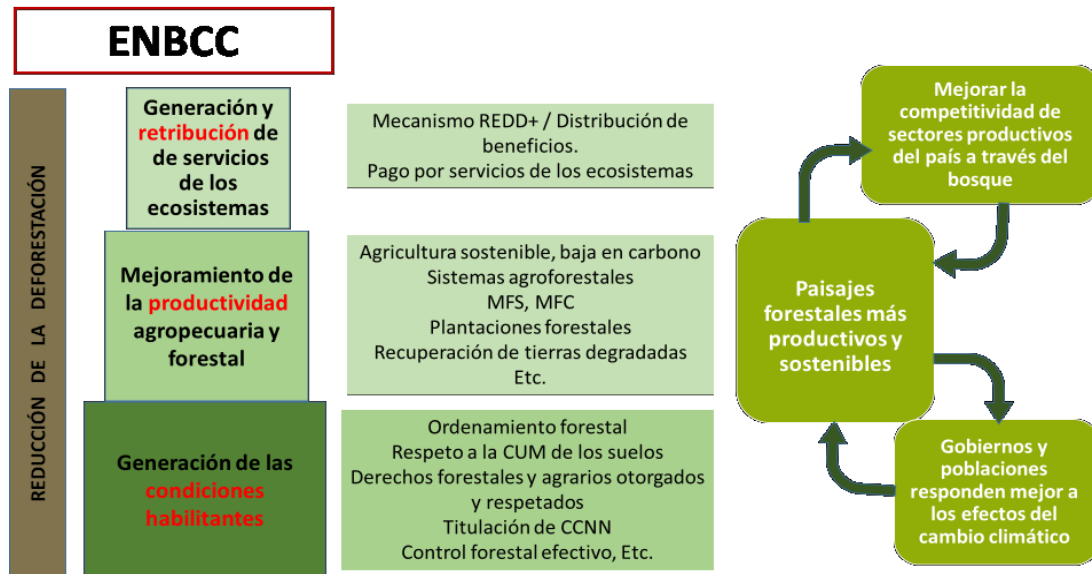 ENBCC
REDUCCIÓN DE LA DEFORESTACIÓN
Generación y
retribución de
de servicios
de los
ecosistemas
Mecanismo REDD+ / Distribución de
beneficios.
Pago por servicios de los ecosistemas
Mejoramiento de
la productividad
agropecuaria y
forestal
Agricultura sostenible, baja en carbono
Sistemas agroforestales
MFS, MFC
Plantaciones forestales
Recuperación de tierras degradadas
Etc.
Generación de las
condiciones
habilitantes
Ordenamiento forestal
Respeto a la CUM de los suelos
Derechos forestales y agrarios otorgados
y respetados
Titulación de CCNN
Control forestal efectivo, Etc.
Mejorar la
competitividad de
sectores productivos
del país a través del
bosque
Paisajes
forestales más
productivos y
sostenibles
Gobiernos y
poblaciones
responden mejor a
los efectos del
cambio climático